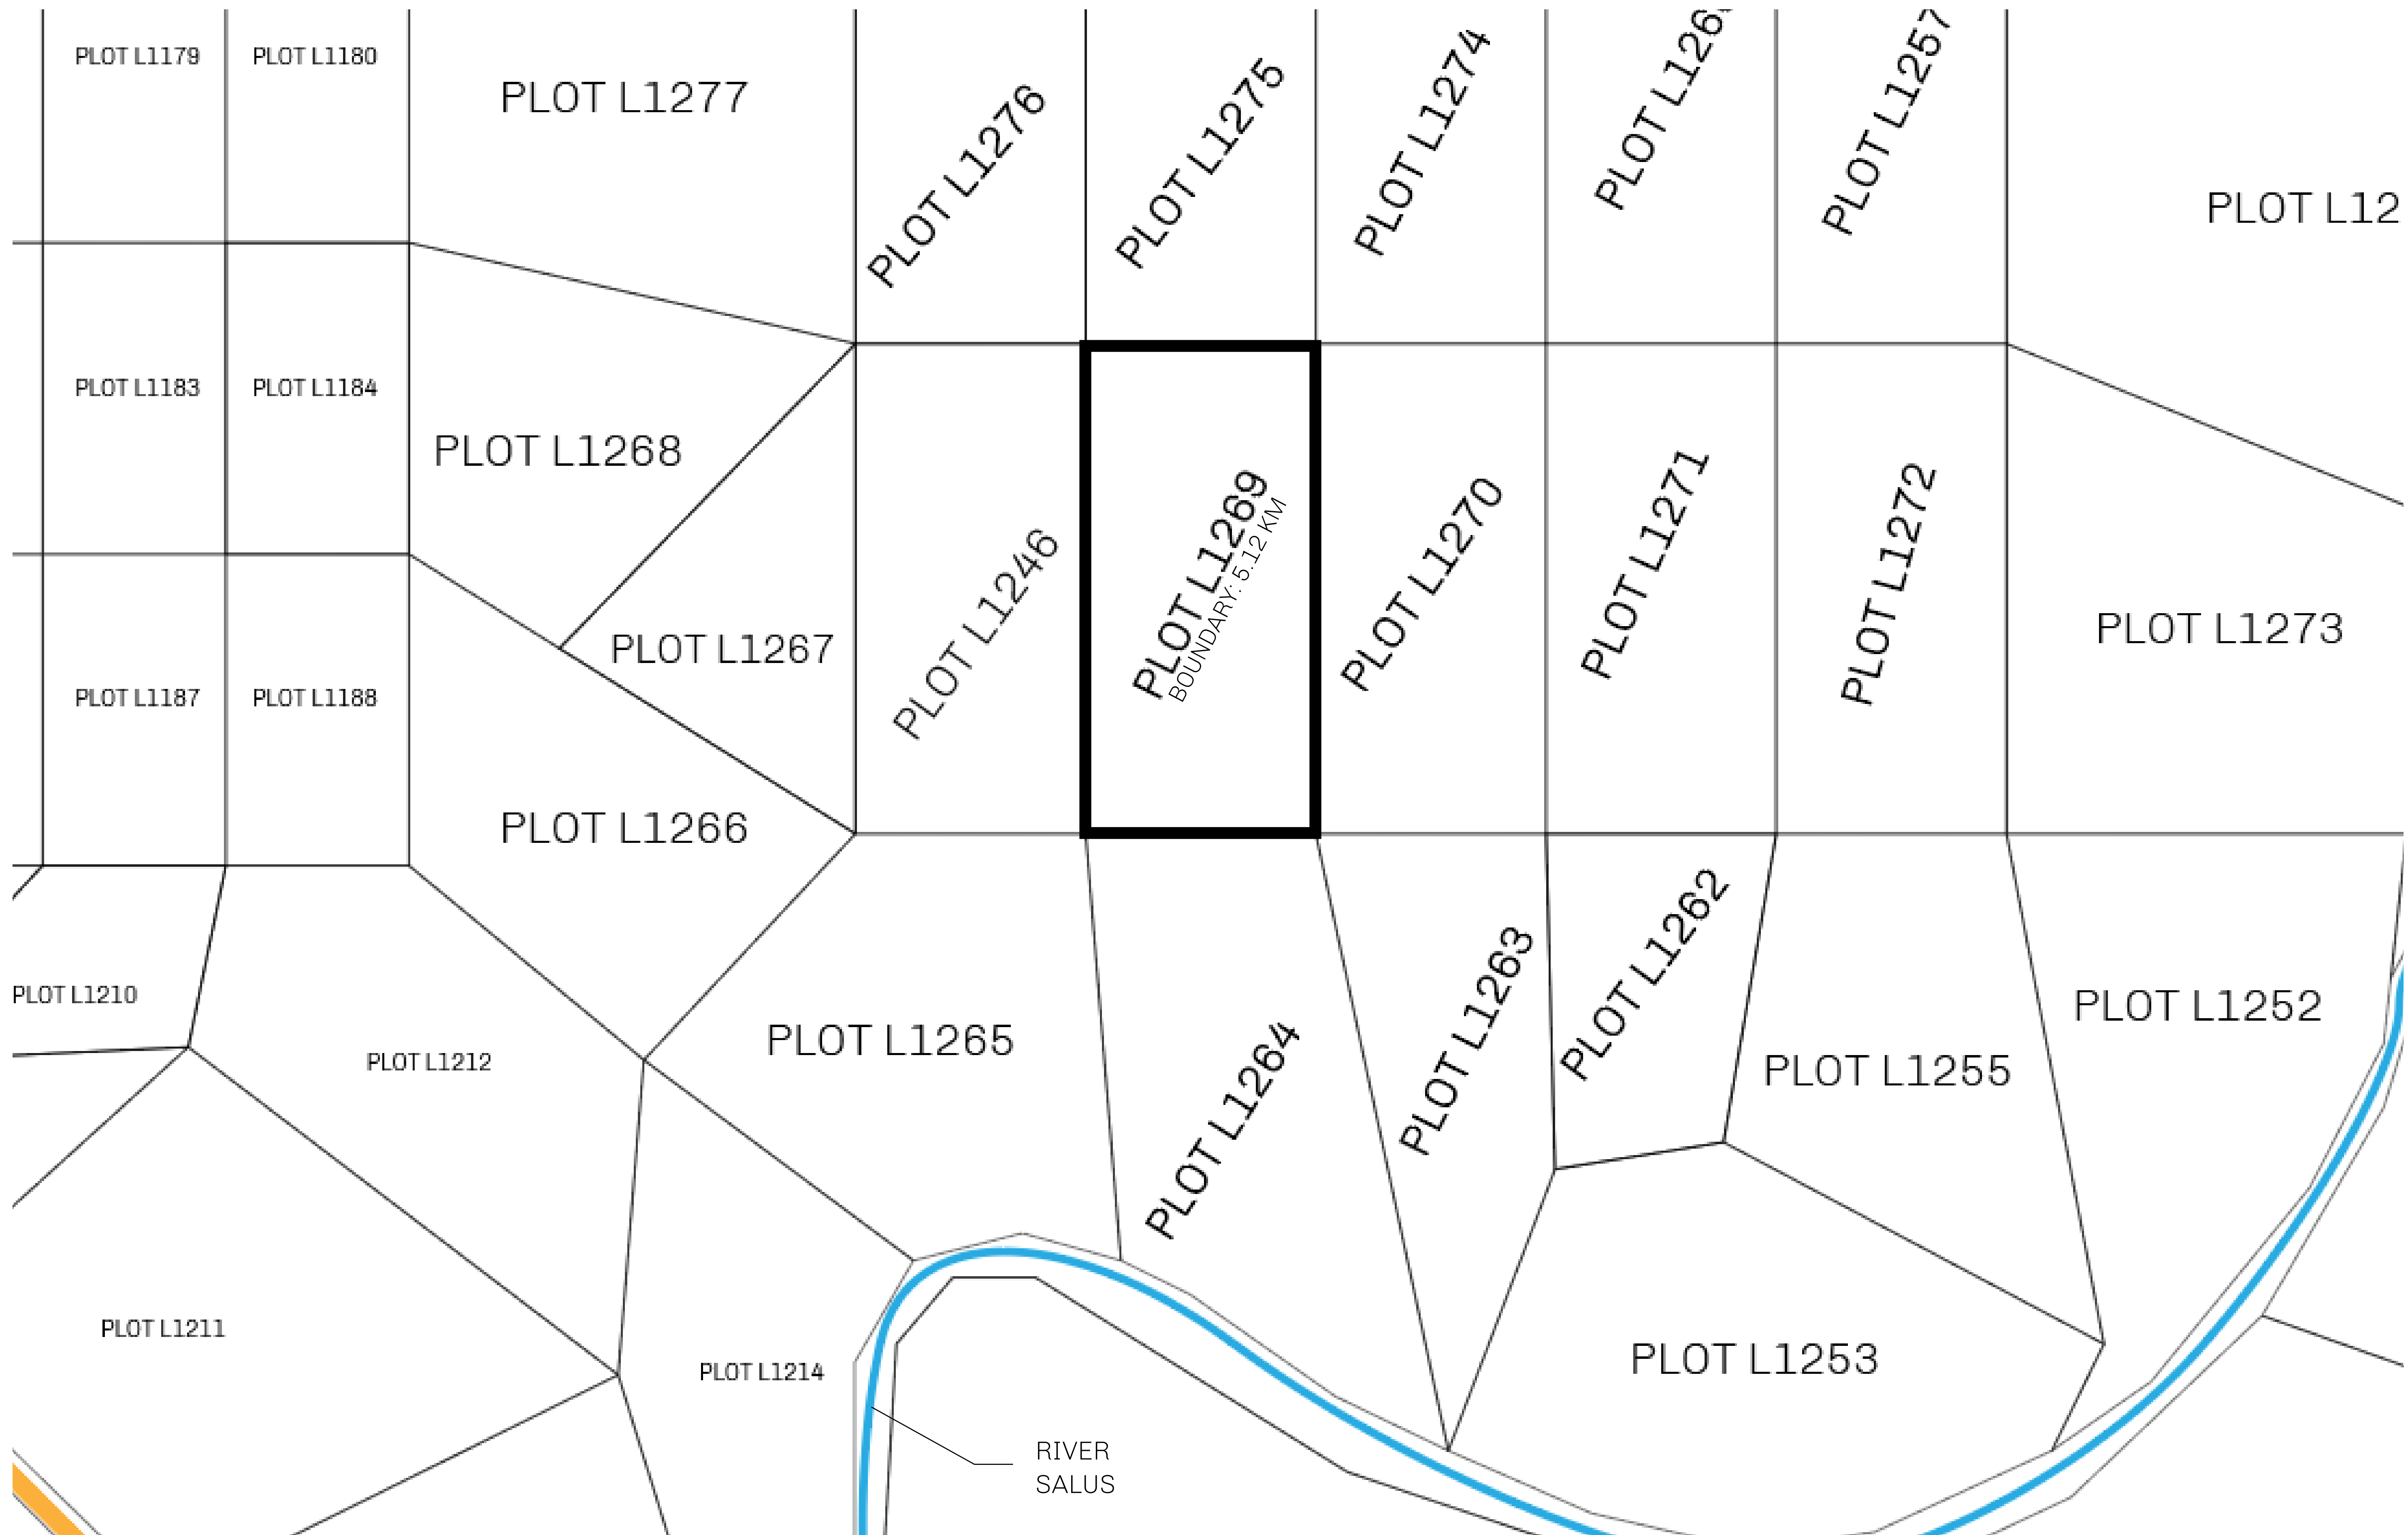 PLOT L1179
PLOT L1180
PLOT L1277
PLOT L1276
PLOT L1275
PLOT L1274
PLOT
PLOT L1257
PLOT L12
PLOT L1183
PLOT L1184
PLOT L1268
PLOT L1267
PLOT L1246
PLOT L1269
BOUNDARY: 5.12 KM
PLOT L1270
PLOT L1271
PLOT L1272
PLOT L1273
PLOT L1187
PLOT L1188
PLOT L1266
PLOT L1210
PLOT L1212
PLOT L1265
PLOT L1264
PLOT L1263
PLOT L1262
PLOT L1255
PLOT L1252
PLOT L1211
PLOT L1214
PLOT L1253
RIVER
SALUS